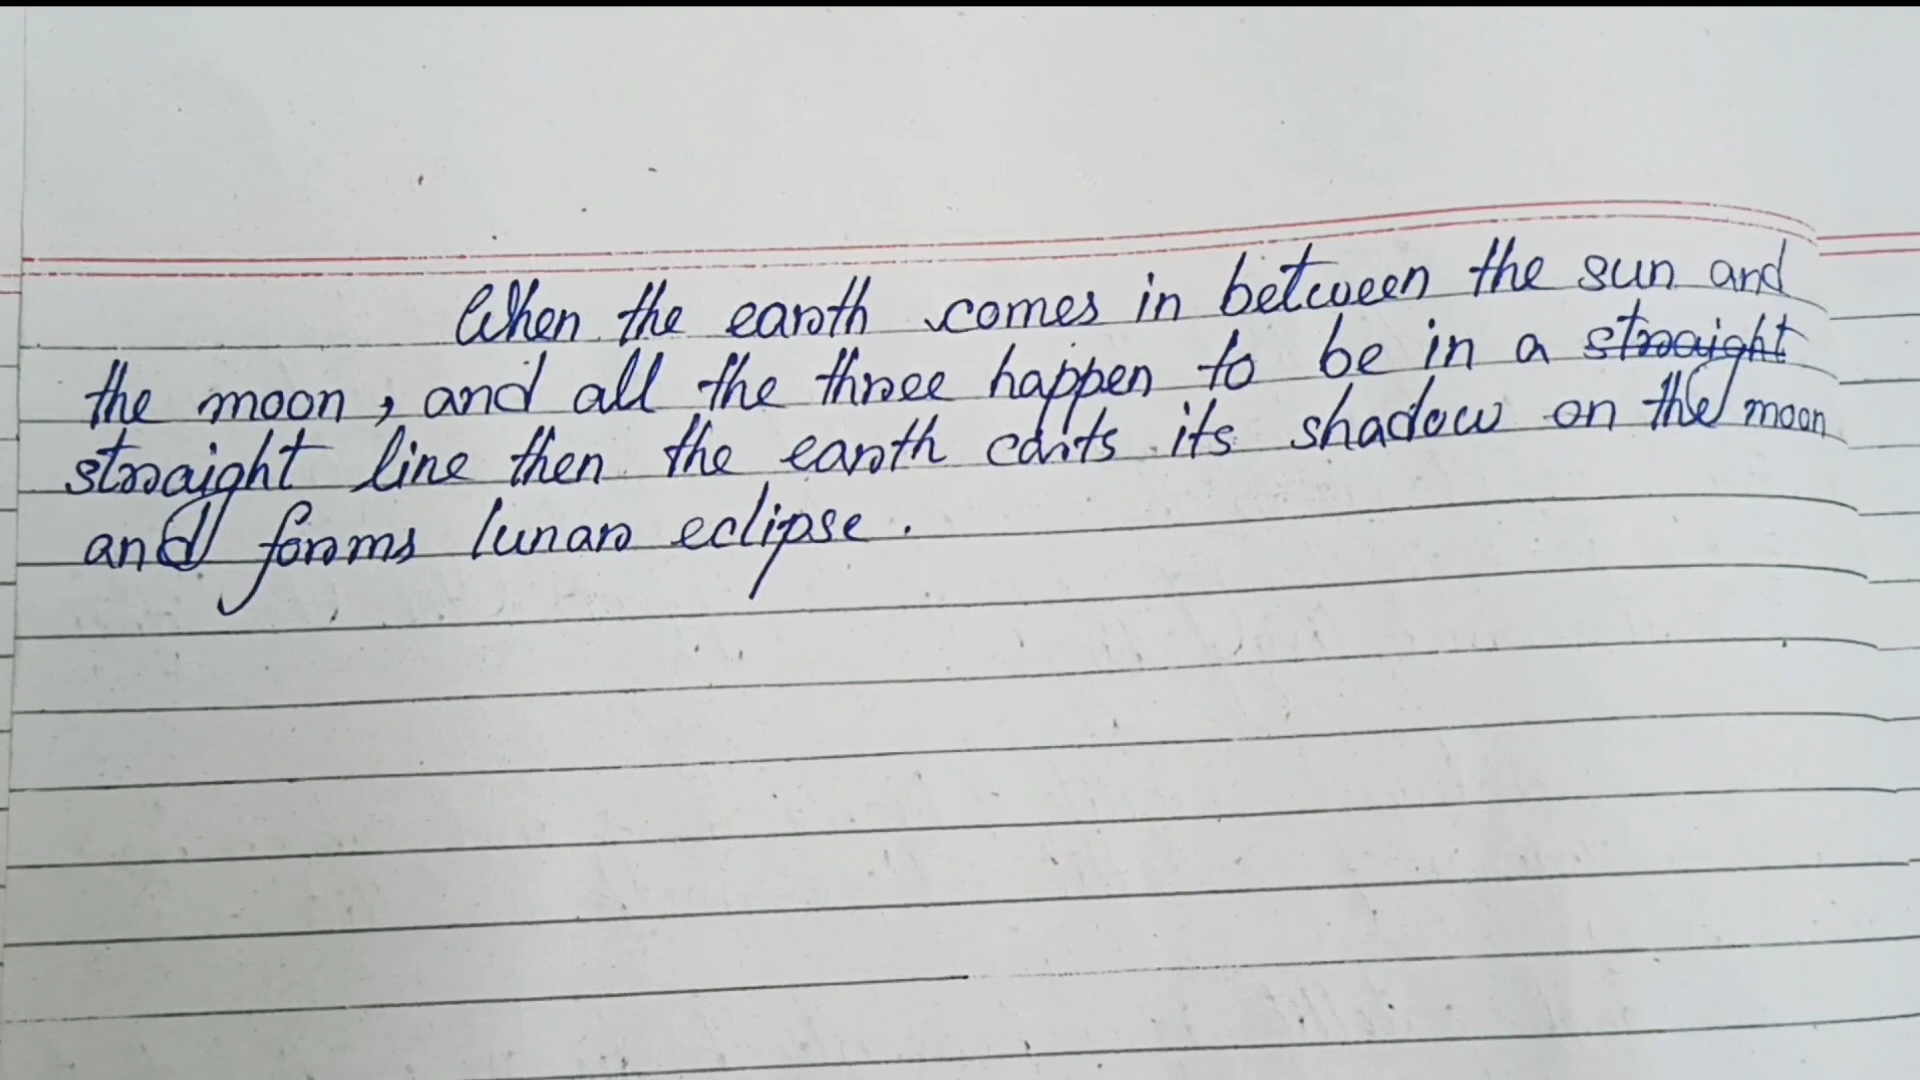 When the earth comes in between the sun and
the moon, and all the three happen to be in a straight
straight line then the earth casts its shadow on the moon
and forms lunar eclipse.